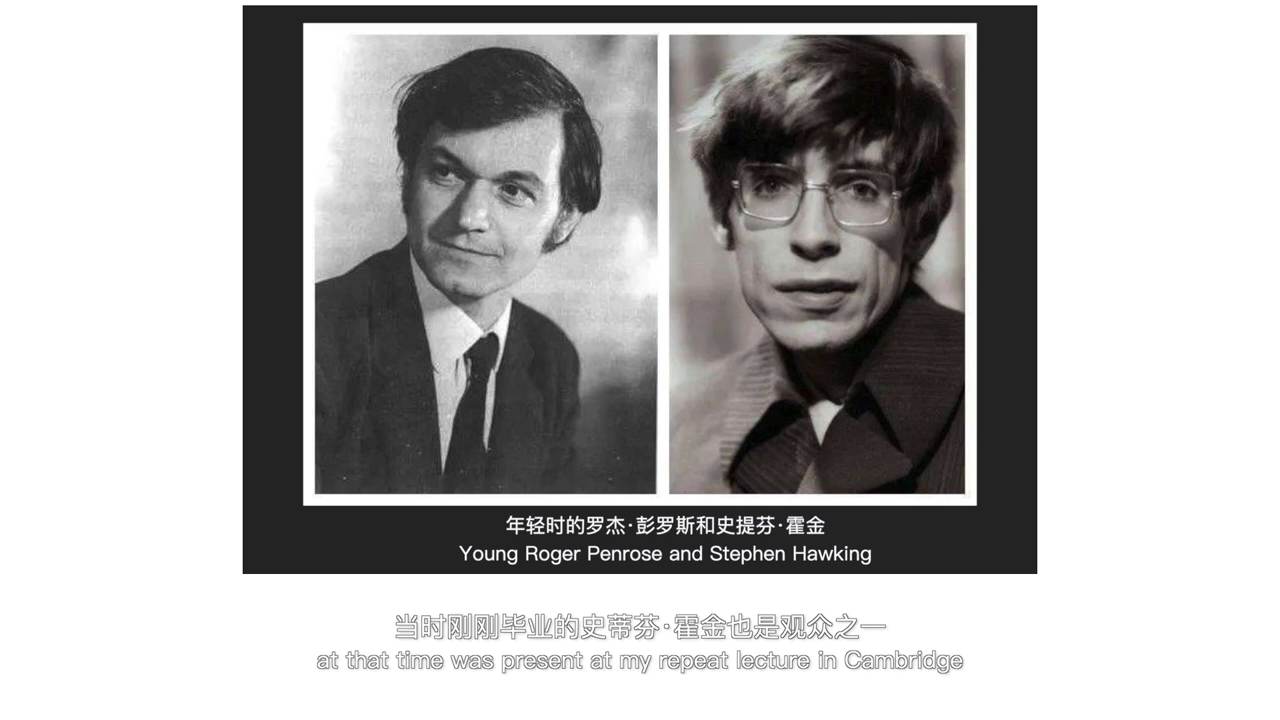 年轻时的罗杰·彭罗斯和史提芬·霍金
Young Roger Penrose and Stephen Hawking
当时刚刚毕业的史蒂芬·霍金也是观众之一
at that time was present at my repeat lecture in Cambridge